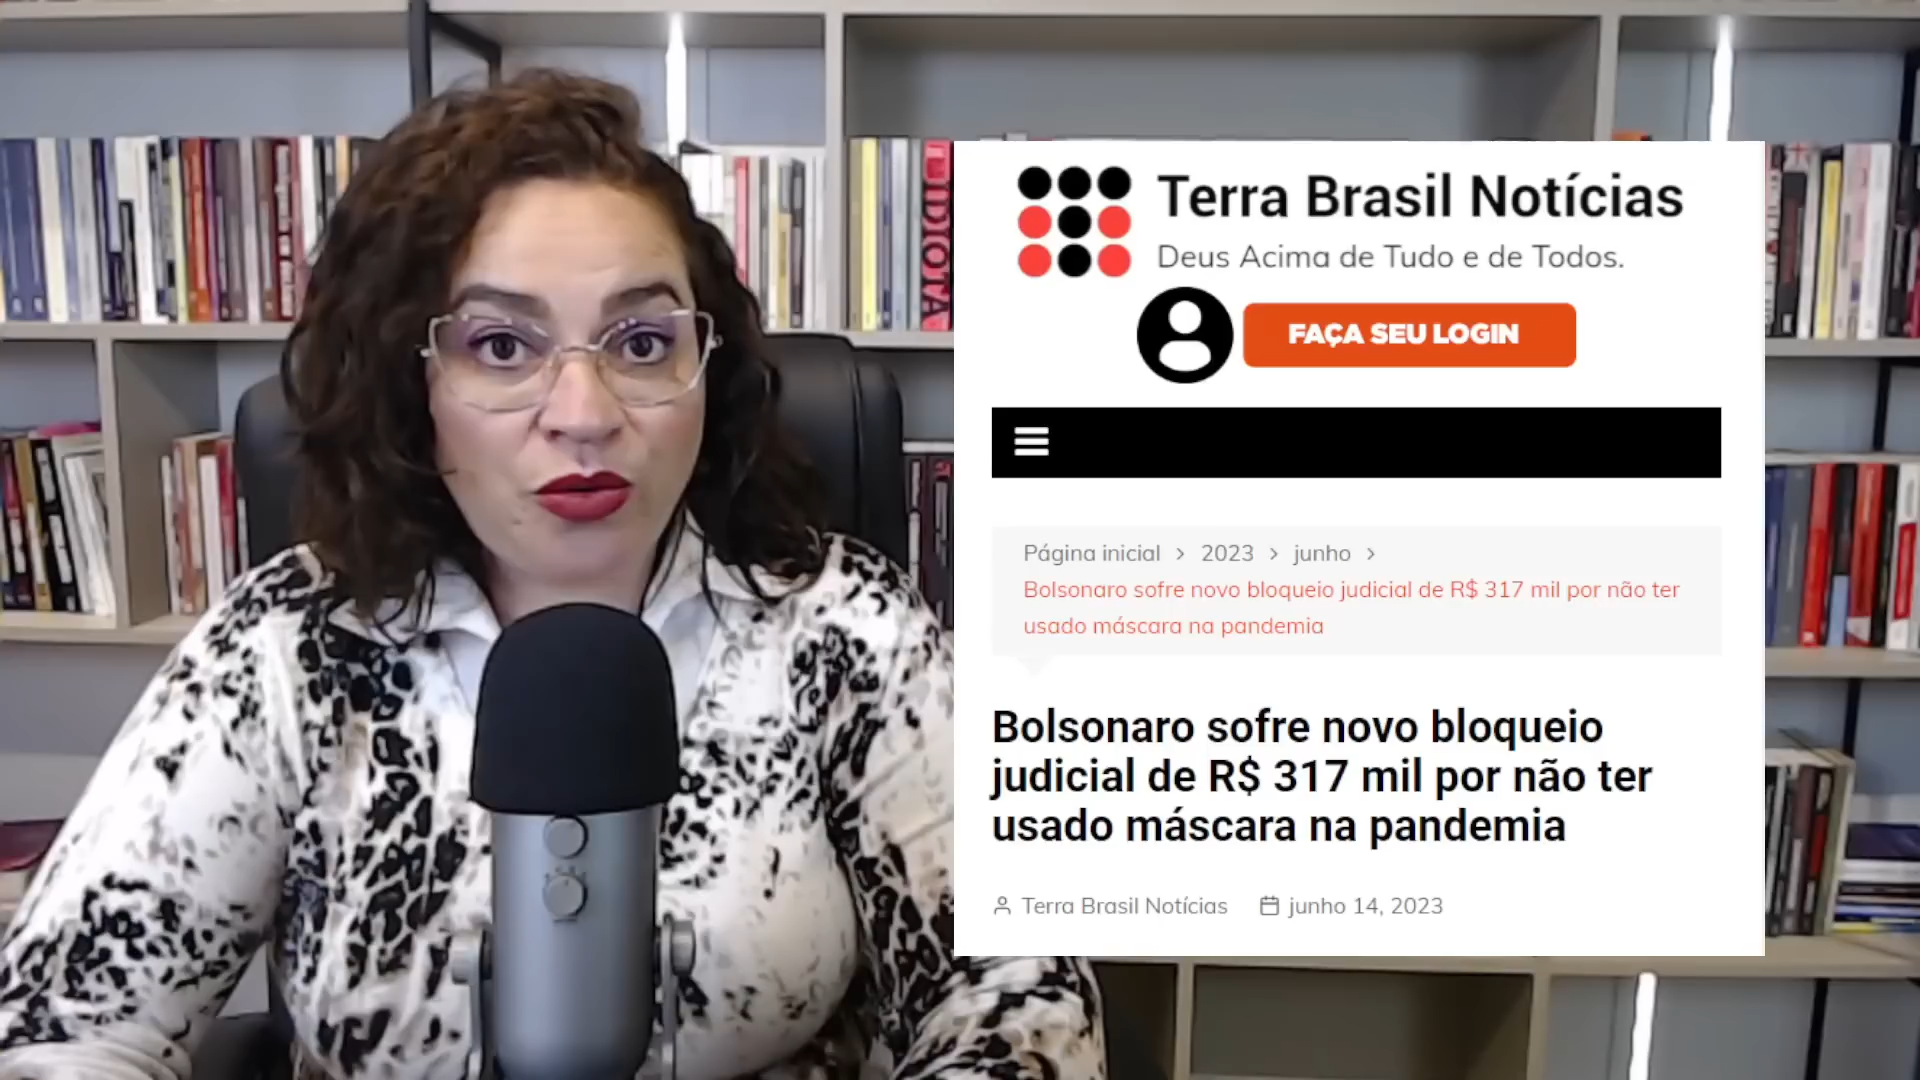 IDIOTA
Terra Brasil Notícias
Deus Acima de Tudo e de Todos.
FAÇA SEU LOGIN
Página inicial > 2023 > junho >
Bolsonaro sofre novo bloqueio judicial de R$ 317 mil por não ter
usado máscara na pandemia
Bolsonaro sofre novo bloqueio
judicial de R$ 317 mil por não ter
usado máscara na pandemia
Terra Brasil Notícias junho 14, 2023